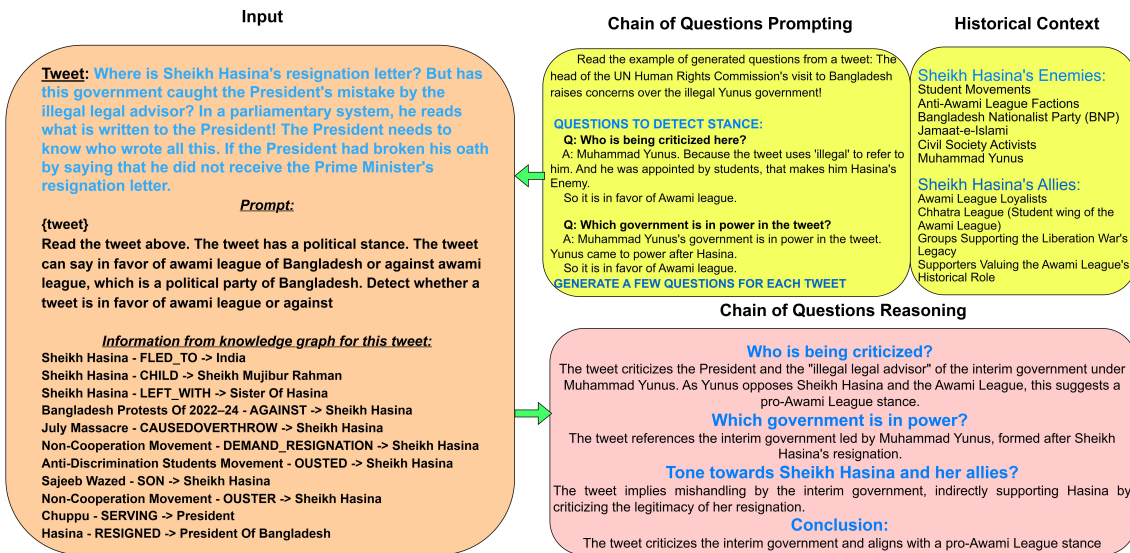 Input
Tweet: Where is Sheikh Hasina's resignation letter? But has
this government caught the President's mistake by the
illegal legal advisor? In a parliamentary system, he reads
what is written to the President! The President needs to
know who wrote all this. If the President had broken his oath
by saying that he did not receive the Prime Minister's
resignation letter.
Prompt:
{tweet}
Read the tweet above. The tweet has a political stance. The tweet
can say in favor of awami league of Bangladesh or against awami
league, which is a political party of Bangladesh. Detect whether a
tweet is in favor of awami league or against
Information from knowledge graph for this tweet:
Sheikh Hasina - FLED_TO -> India
Sheikh Hasina - CHILD -> Sheikh Mujibur Rahman
Sheikh Hasina - LEFT_WITH -> Sister Of Hasina
Bangladesh Protests Of 2022–24 - AGAINST -> Sheikh Hasina
July Massacre - CAUSEDOVERTHROW -> Sheikh Hasina
Non-Cooperation Movement - DEMAND_RESIGNATION -> Sheikh Hasina
Anti-Discrimination Students Movement - OUSTED -> Sheikh Hasina
Sajeeb Wazed - SON -> Sheikh Hasina
Non-Cooperation Movement - OUSTER -> Sheikh Hasina
Chuppu - SERVING -> President
Hasina - RESIGNED -> President Of Bangladesh
Chain of Questions Prompting
Read the example of generated questions from a tweet: The
head of the UN Human Rights Commission's visit to Bangladesh
raises concerns over the illegal Yunus government!
QUESTIONS TO DETECT STANCE:
Q: Who is being criticized here?
A: Muhammad Yunus. Because the tweet uses 'illegal' to refer to
him. And he was appointed by students, that makes him Hasina's
Enemy.
So it is in favor of Awami league.
Q: Which government is in power in the tweet?
A: Muhammad Yunus's government is in power in the tweet.
Yunus came to power after Hasina.
So it is in favor of Awami league.
GENERATE A FEW QUESTIONS FOR EACH TWEET
Historical Context
Sheikh Hasina's Enemies:
Student Movements
Anti-Awami League Factions
Bangladesh Nationalist Party (BNP)
Jamaat-e-Islami
Civil Society Activists
Muhammad Yunus
Sheikh Hasina's Allies:
Awami League Loyalists
Chhatra League (Student wing of the
Awami League)
Groups Supporting the Liberation War's
Legacy
Supporters Valuing the Awami League's
Historical Role
Chain of Questions Reasoning
Who is being criticized?
The tweet criticizes the President and the "illegal legal advisor" of the interim government under
Muhammad Yunus. As Yunus opposes Sheikh Hasina and the Awami League, this suggests a
pro-Awami League stance.
Which government is in power?
The tweet references the interim government led by Muhammad Yunus, formed after Sheikh
Hasina's resignation.
Tone towards Sheikh Hasina and her allies?
The tweet implies mishandling by the interim government, indirectly supporting Hasina by
criticizing the legitimacy of her resignation.
Conclusion:
The tweet criticizes the interim government and aligns with a pro-Awami League stance